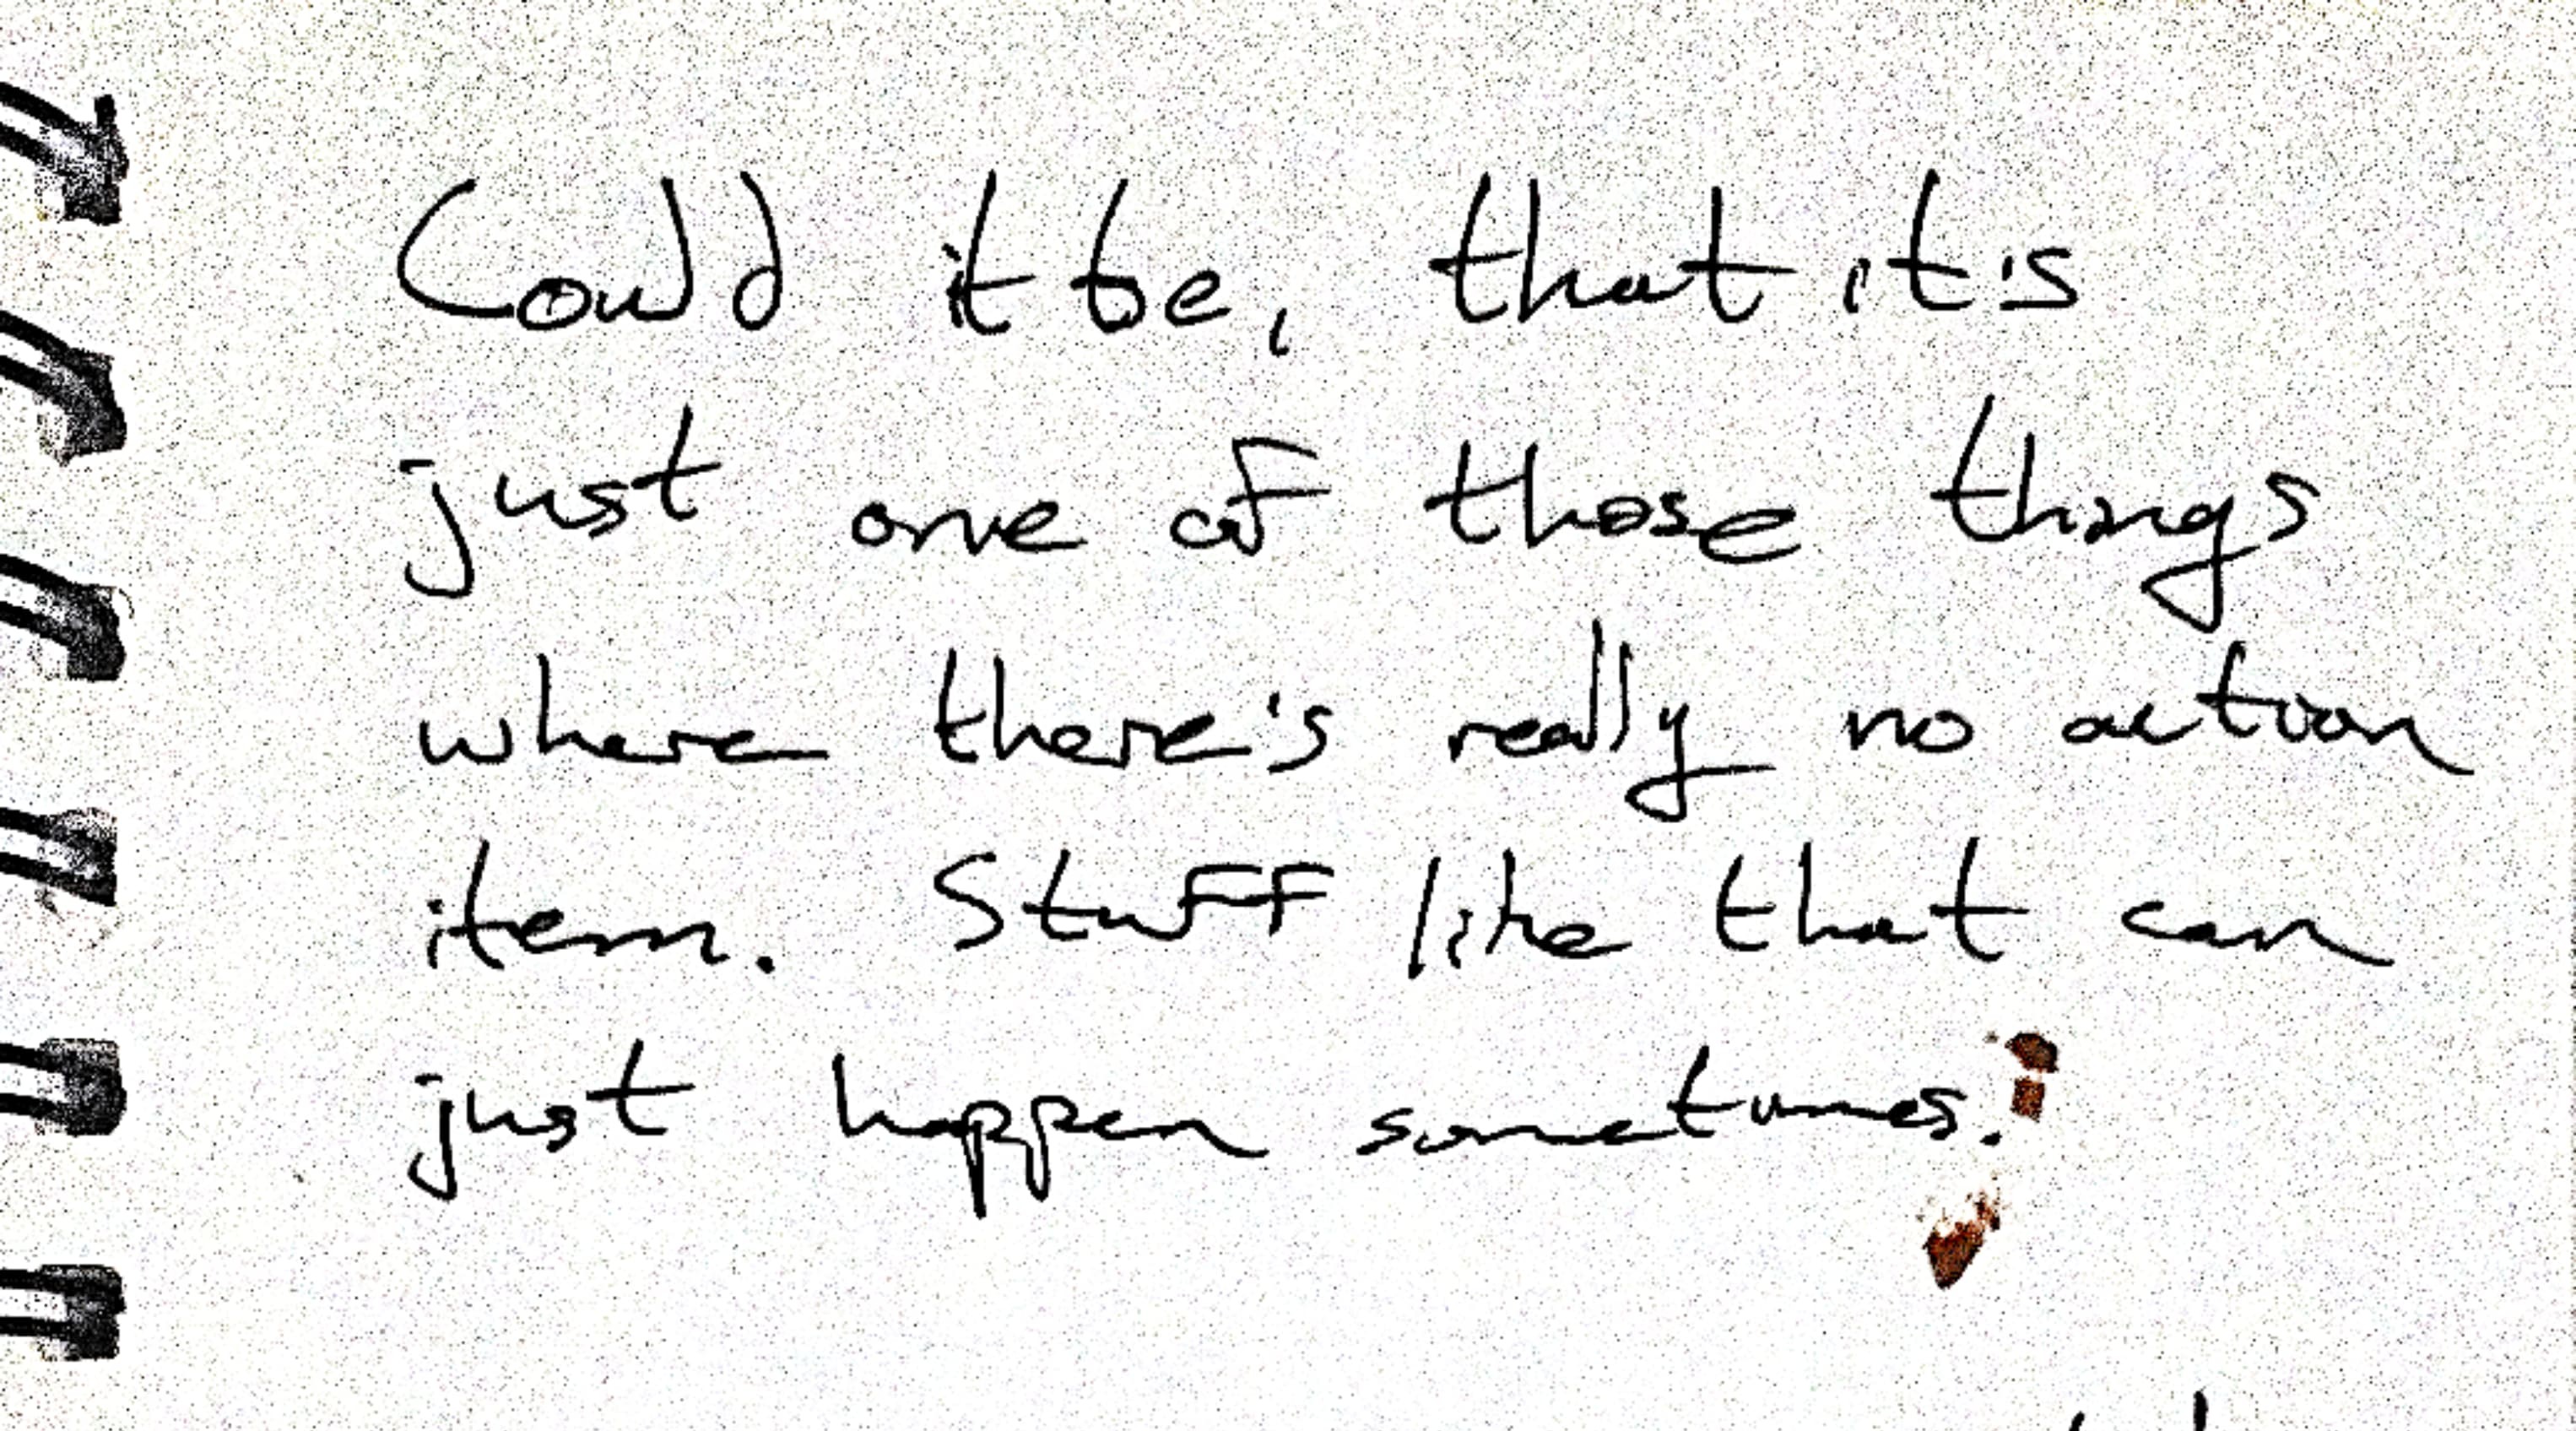 Could it be, that it's
just one of those things
where there's really no action
item. Stuff like that can
just happen sometimes.